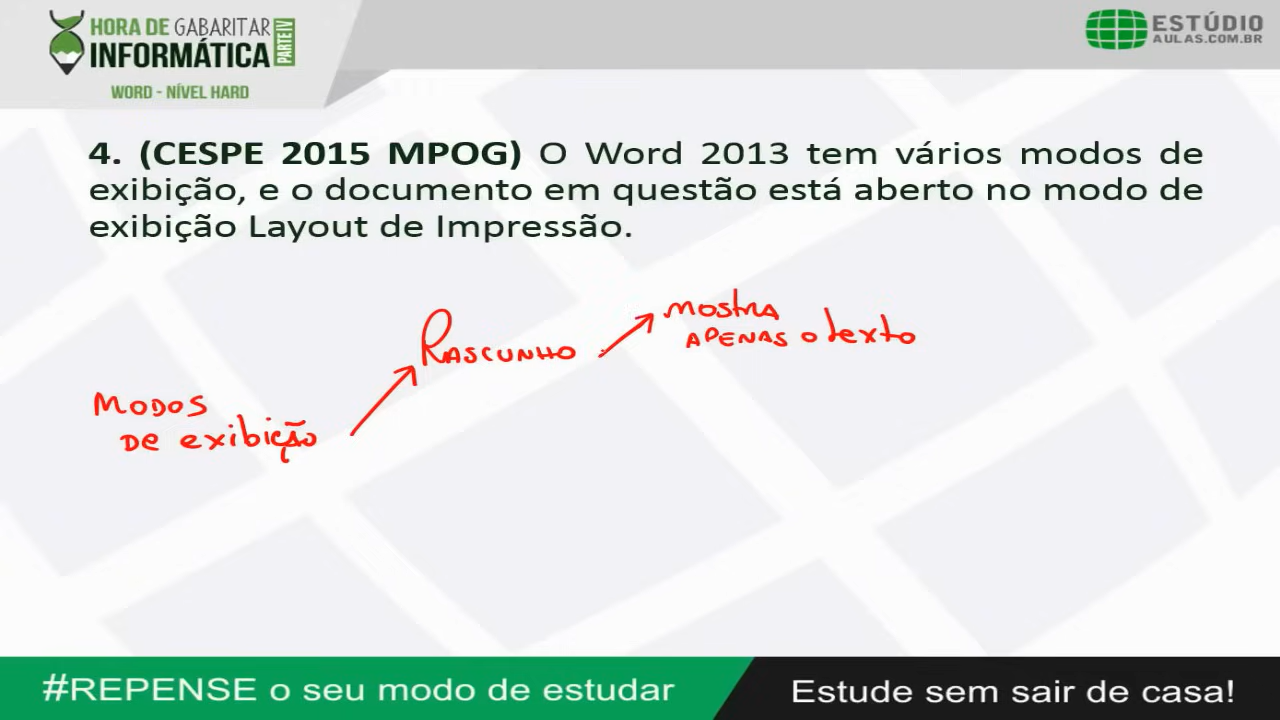 HORA DE GABARITAR
INFORMÁTICA
PARTE IV
WORD - NÍVEL HARD
ESTÚDIO
AULAS.COM.BR
4. (CESPE 2015 MPOG) O Word 2013 tem vários modos de
exibição, e o documento em questão está aberto no modo de
exibição Layout de Impressão.
MOSTRA
APENAS o texto
RASCUNHO
MODOS
DE exibição
#REPENSE o seu modo de estudar
Estude sem sair de casa!